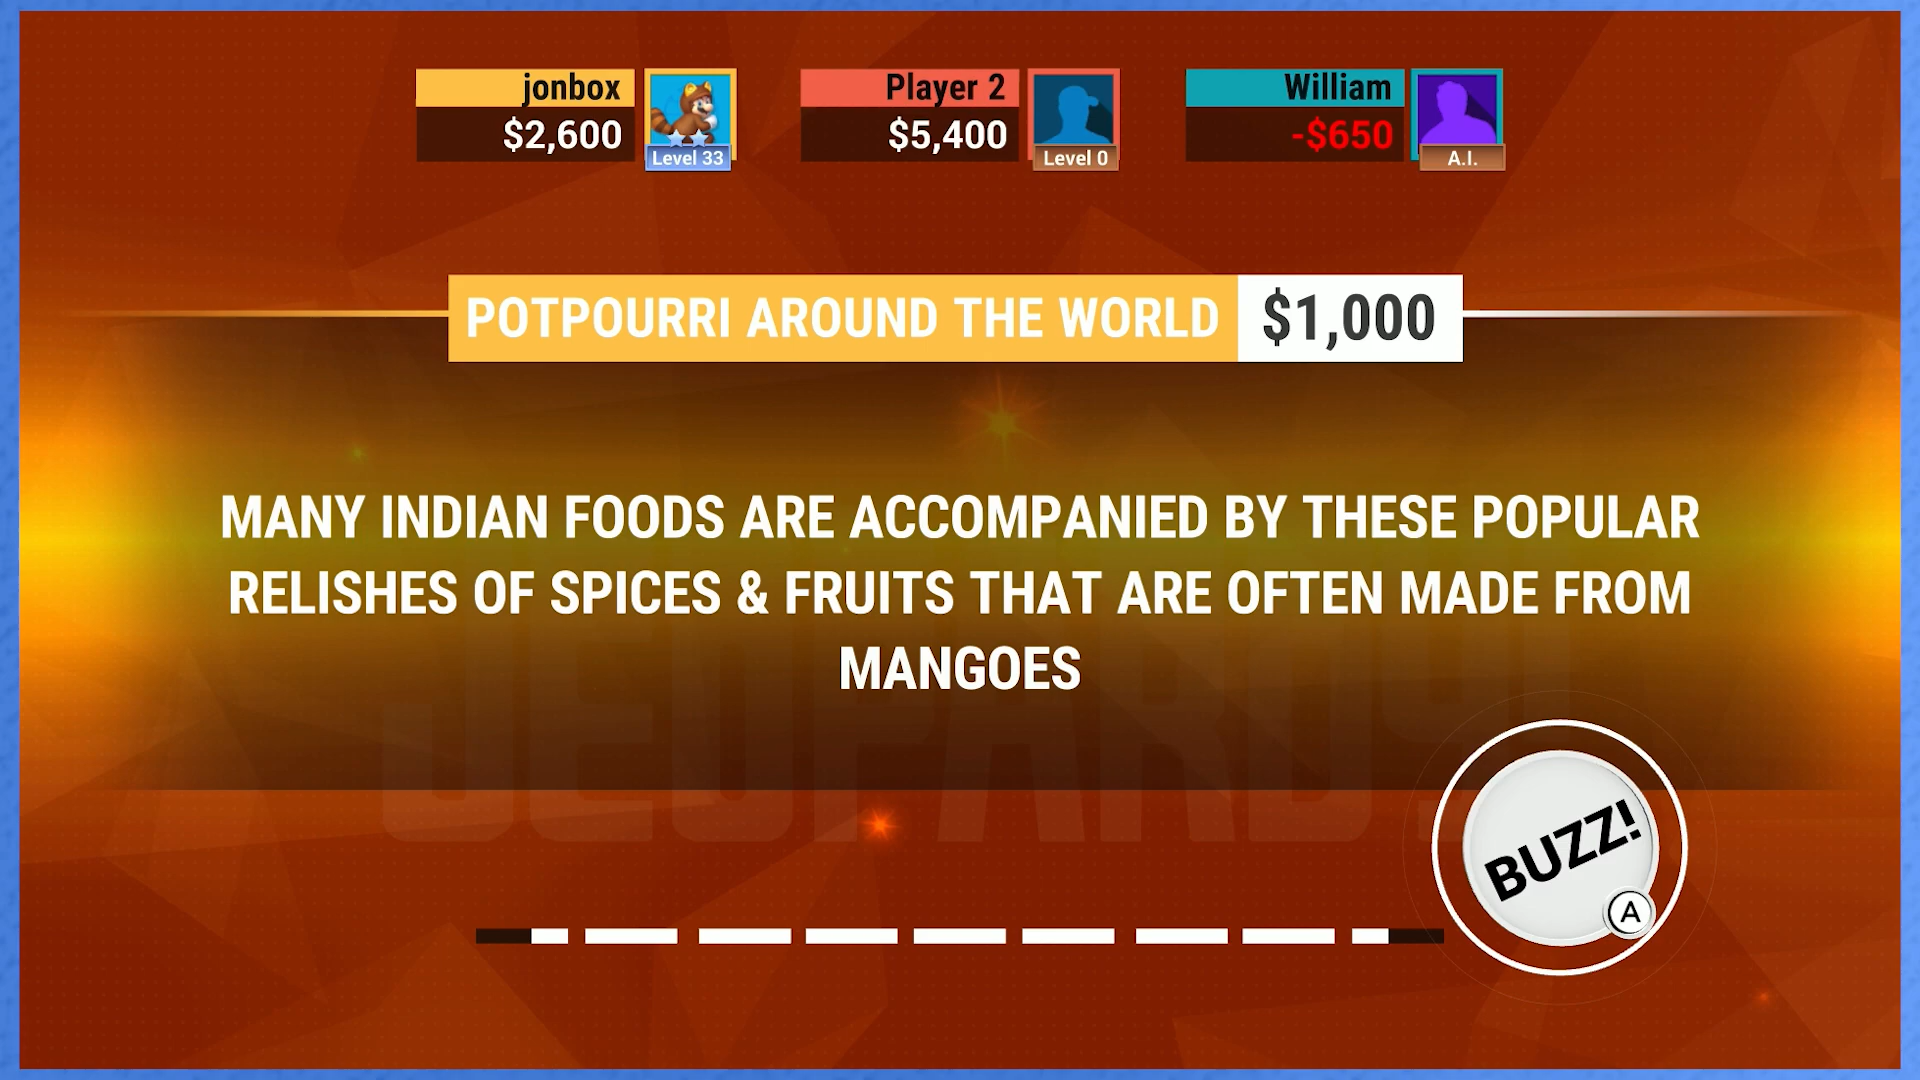 jonbox
$2,600
Level 33
Player 2
$5,400
Level 0
William
-$650
A.I.
POTPOURRI AROUND THE WORLD $1,000
MANY INDIAN FOODS ARE ACCOMPANIED BY THESE POPULAR
RELISHES OF SPICES & FRUITS THAT ARE OFTEN MADE FROM
MANGOES
JEOPARDY!
BUZZ!
A